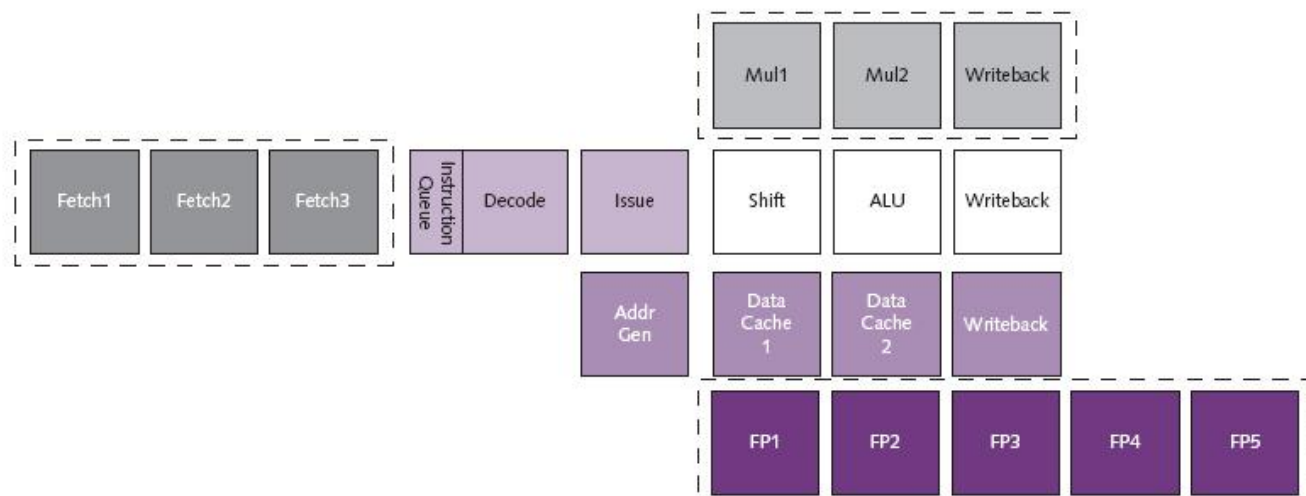 Mul1
Mul2
Writeback
Fetch1
Fetch2
Fetch3
Instruction
Queue
Decode
Issue
Shift
ALU
Writeback
Addr
Gen
Data
Cache
1
Data
Cache
2
Writeback
FP1
FP2
FP3
FP4
FP5